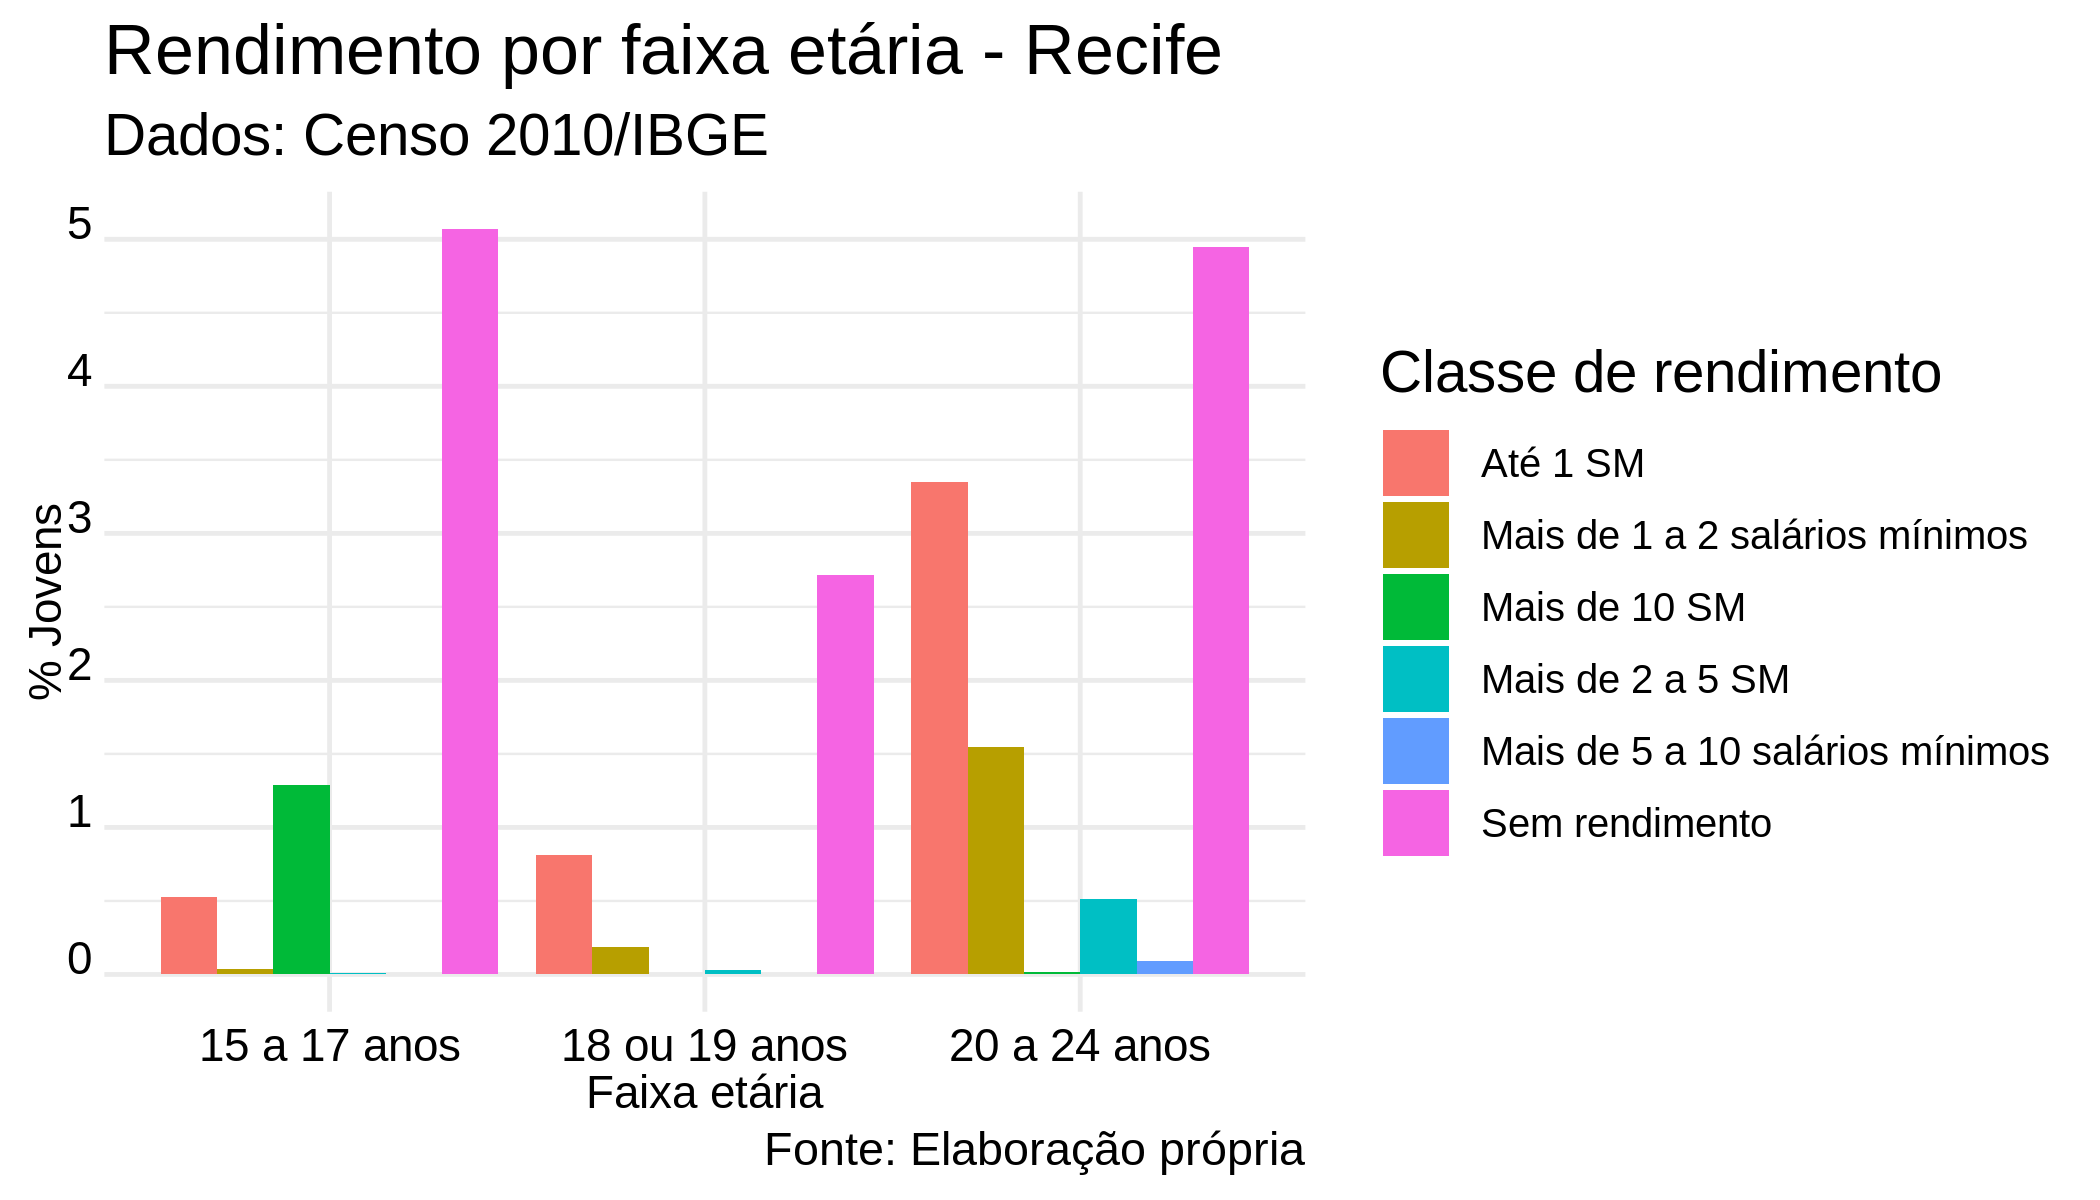 Rendimento por faixa etária - Recife
Dados: Censo 2010/IBGE
% Jovens
5
4
3
2
1
0
15 a 17 anos
18 ou 19 anos
20 a 24 anos
Faixa etária
Fonte: Elaboração própria
Classe de rendimento
Até 1 SM
Mais de 1 a 2 salários mínimos
Mais de 10 SM
Mais de 2 a 5 SM
Mais de 5 a 10 salários mínimos
Sem rendimento